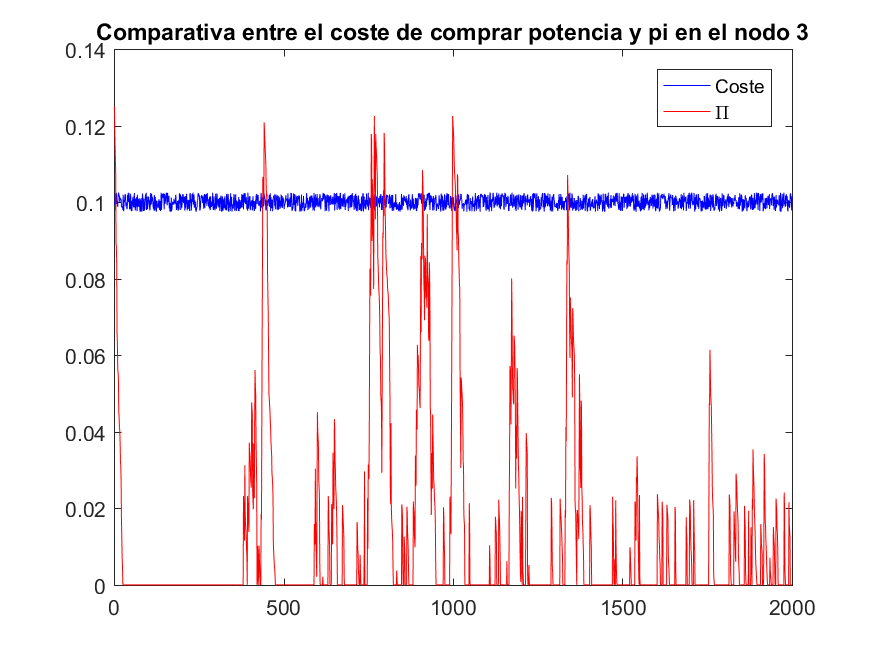 Comparativa entre el coste de comprar potencia y pi en el nodo 3
0.14
0.12
0.1
0.08
0.06
0.04
0.02
0
0 500 1000 1500 2000
Coste
Π